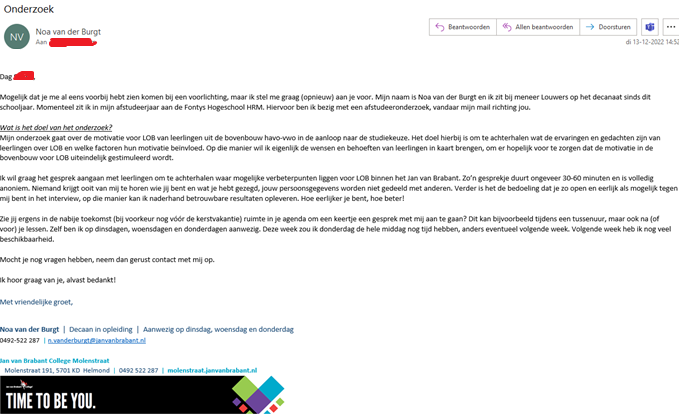 Onderzoek
NV
Noa van der Burgt
Aan
Beantwoorden
Allen beantwoorden
Doorsturen
di 13-12-2022 14:52
Dag
Mogelijk dat je me al eens voorbij hebt zien komen bij een voorlichting, maar ik stel me graag (opnieuw) aan je voor. Mijn naam is Noa van der Burgt en ik zit bij meneer Louwers op het decanaat sinds dit
schooljaar. Momenteel zit ik in mijn afstudeerjaar aan de Fontys Hogeschool HRM. Hiervoor ben ik bezig met een afstudeeronderzoek, vandaar mijn mail richting jou.
Wat is het doel van het onderzoek?
Mijn onderzoek gaat over de motivatie voor LOB van leerlingen uit de bovenbouw havo-vwo in de aanloop naar de studiekeuze. Het doel hierbij is om te achterhalen wat de ervaringen en gedachten zijn van
leerlingen over LOB en welke factoren hun motivatie beinvloed. Op die manier wil ik eigenlijk de wensen en behoeften van leerlingen in kaart brengen, om er hopelijk voor te zorgen dat de motivatie in de
bovenbouw voor LOB uiteindelijk gestimuleerd wordt.
Ik wil graag het gesprek aangaan met leerlingen om te achterhalen waar mogelijke verbeterpunten liggen voor LOB binnen het Jan van Brabant. Zo'n gesprekje duurt ongeveer 30-60 minuten en is volledig
anoniem. Niemand krijgt ooit van mij te horen wie jij bent en wat je hebt gezegd, jouw persoonsgegevens worden niet gedeeld met anderen. Verder is het de bedoeling dat je zo open en eerlijk als mogelijk tegen
mij bent in het interview, op die manier kan ik naderhand betrouwbare resultaten opleveren. Hoe eerlijker je bent, hoe beter!
Zie jij ergens in de nabije toekomst (bij voorkeur nog vóór de kerstvakantie) ruimte in je agenda om een keertje een gesprek met mij aan te gaan? Dit kan bijvoorbeeld tijdens een tussenuur, maar ook na (of
voor) je lessen. Zelf ben ik op dinsdagen, woensdagen en donderdagen aanwezig. Deze week zou ik donderdag de hele middag nog tijd hebben, anders eventueel volgende week. Volgende week heb ik nog veel
beschikbaarheid.
Mocht je nog vragen hebben, neem dan gerust contact met mij op.
Ik hoor graag van je, alvast bedankt!
Met vriendelijke groet,
Noa van der Burgt | Decaan in opleiding | Aanwezig op dinsdag, woensdag en donderdag
0492-522 287 | n.vanderburgt@janvanbrabant.nl
Jan van Brabant College Molenstraat
Molenstraat 191, 5701 KD Helmond | 0492 522 287 | molenstraat.janvanbrabant.nl
TIME TO BE YOU.